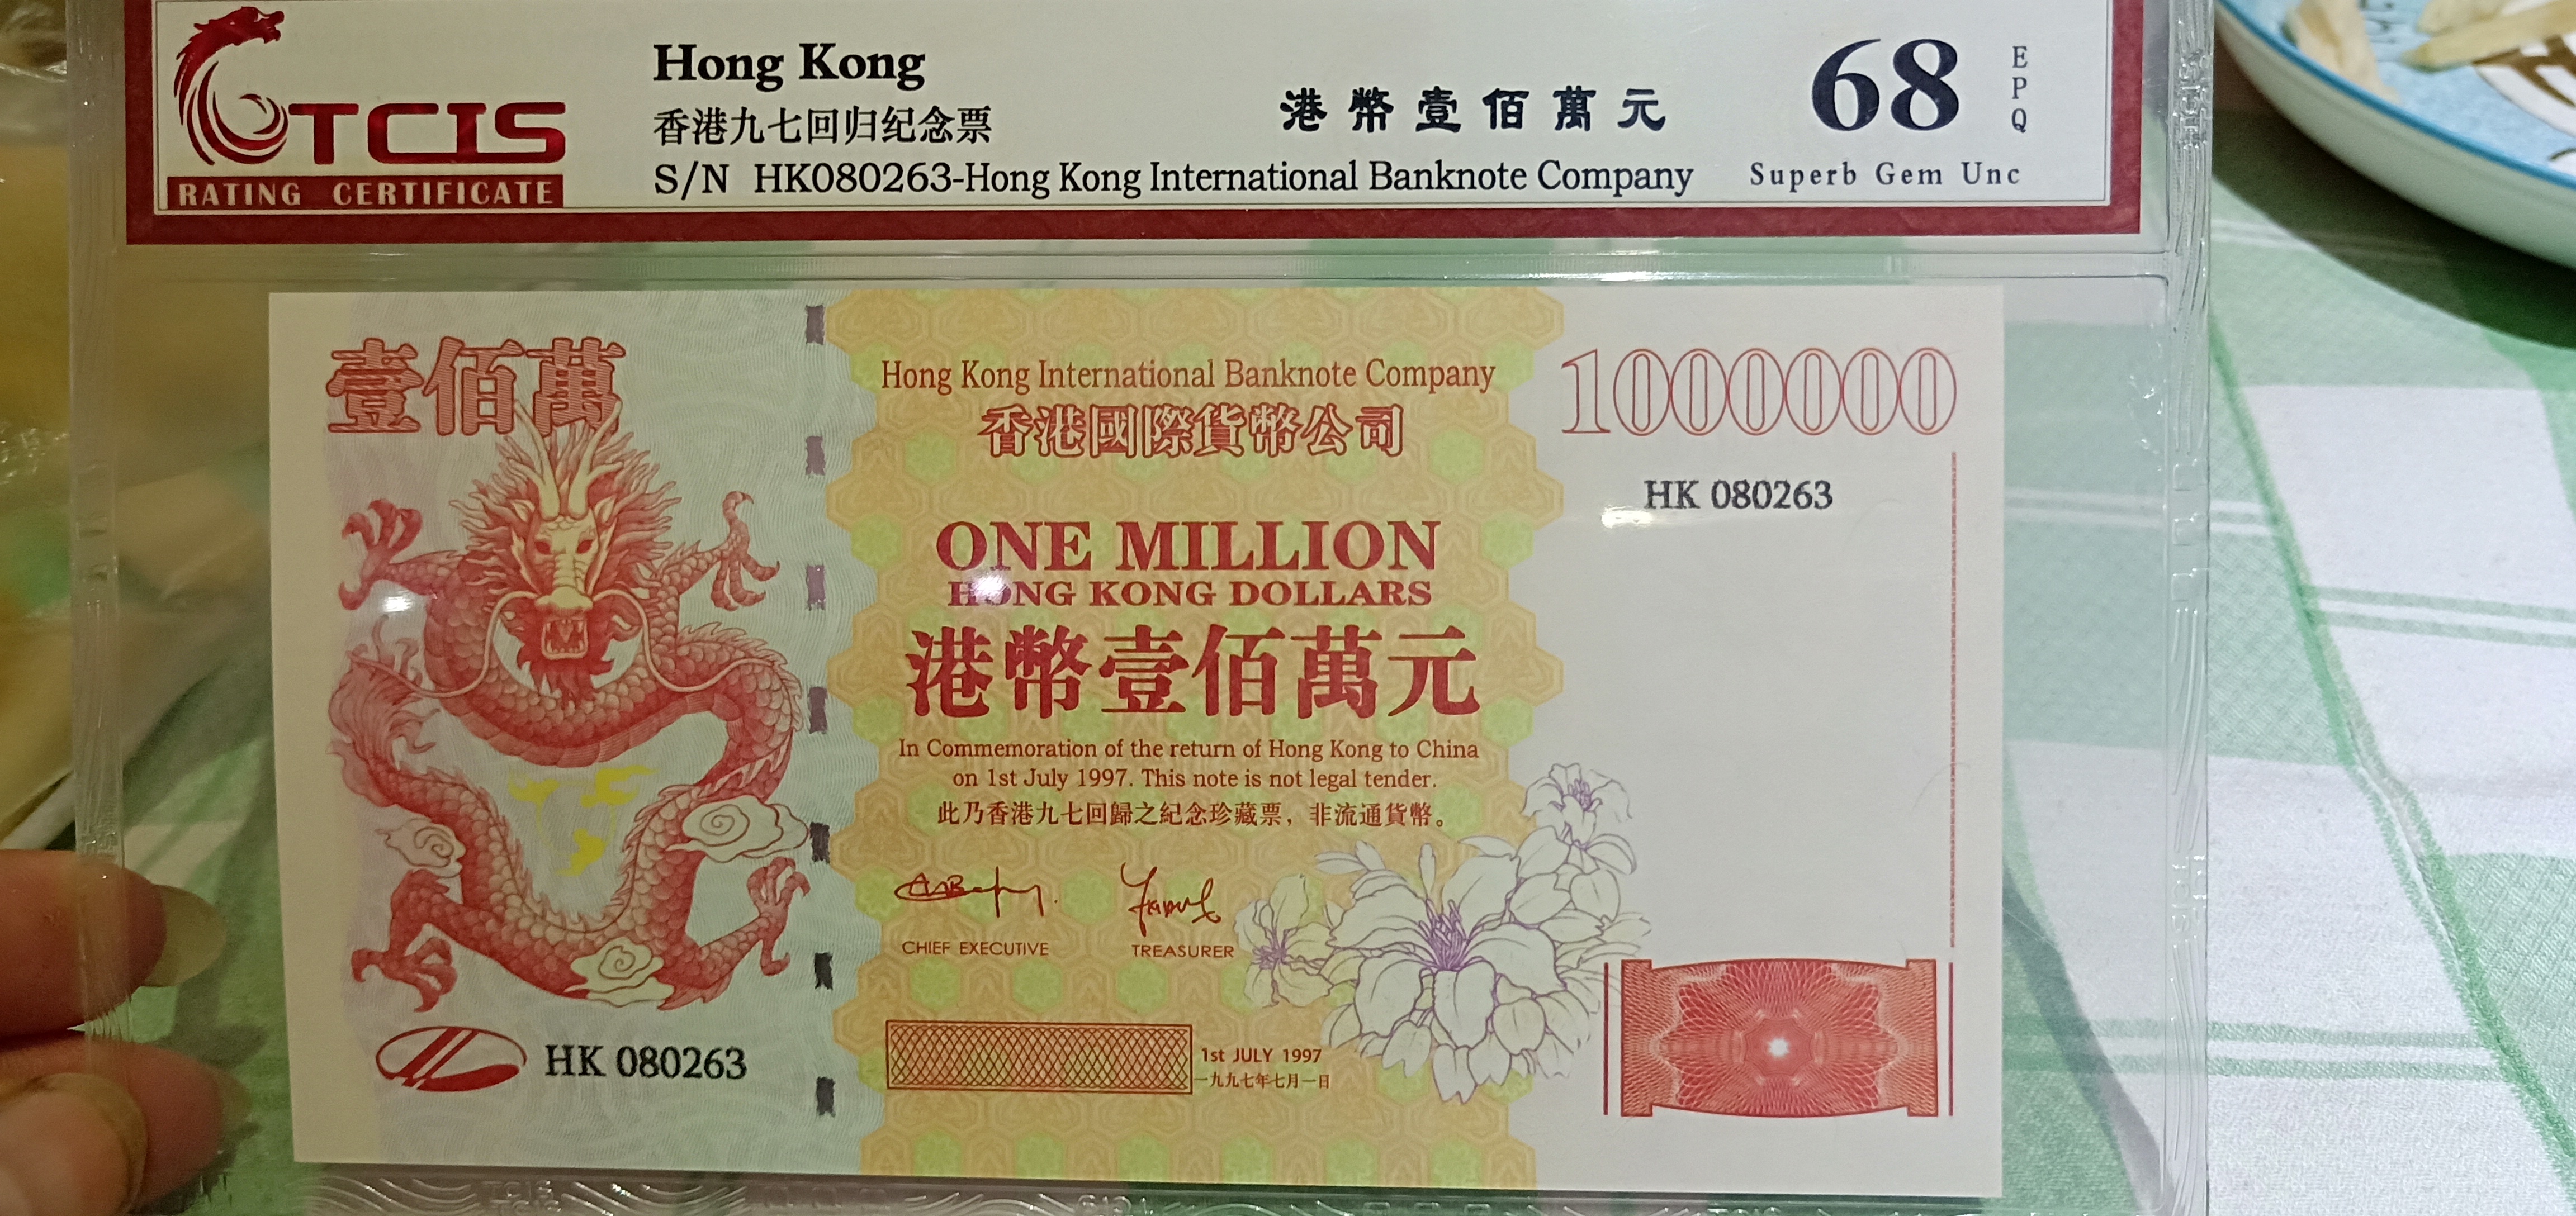 TCIS
RATING CERTIFICATE
Hong Kong
香港九七回归纪念票
S/N HK080263-Hong Kong International Banknote Company
港幣壹佰萬元
68
EPQ
Superb Gem Unc
壹佰萬
Hong Kong International Banknote Company
香港國際貨幣公司
1000000
HK 080263
ONE MILLION
HONG KONG DOLLARS
港幣壹佰萬元
In Commemoration of the return of Hong Kong to China
on 1st July 1997. This note is not legal tender.
此乃香港九七回歸之紀念珍藏票，非流通貨幣。
CHIEF EXECUTIVE
TREASURER
HK 080263
1st JULY 1997
一九九七年七月一日